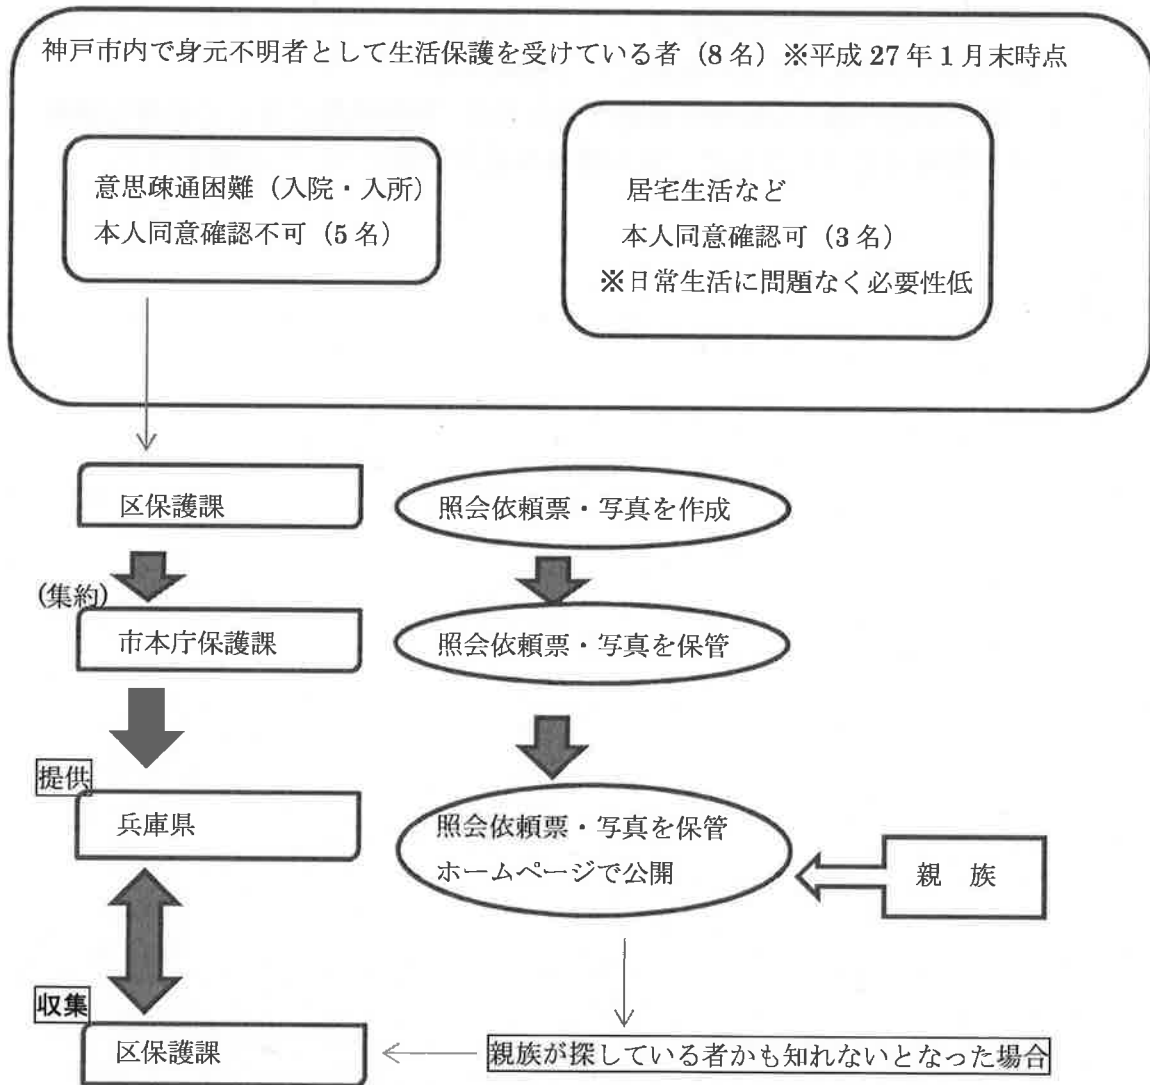 神戸市内で身元不明者として生活保護を受けている者（8名）※平成27年1月末時点
意思疎通困難（入院・入所）
本人同意確認不可（5名）
居宅生活など
本人同意確認可（3名）
※日常生活に問題なく必要性低
区保護課
照会依頼票・写真を作成
(集約)
市本庁保護課
照会依頼票・写真を保管
提供
兵庫県
照会依頼票・写真を保管
ホームページで公開
親　族
収集
区保護課
親族が探している者かも知れないとなった場合